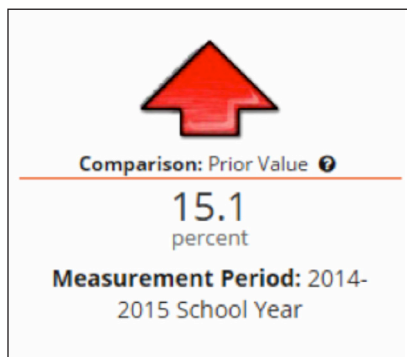 Comparison: Prior Value ?
15.1
percent
Measurement Period: 2014-
2015 School Year